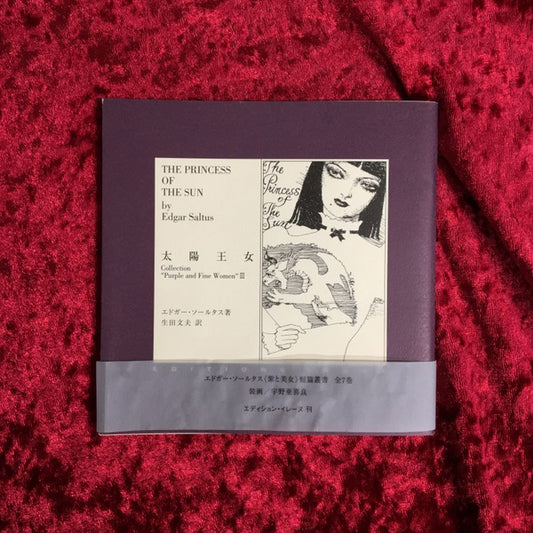 THE PRINCESS
OF
THE SUN
by
Edgar Saltus
太陽王女
Collection
"Purple and Fine Women" Ⅲ
エドガー・ソールタス著
生田文夫 訳
The
Princess
of
The
Sun
EDITION
エドガー・ソールタス《紫と美女》短篇叢書 全7巻
装画 宇野亞喜良
エディション・イレーヌ 刊